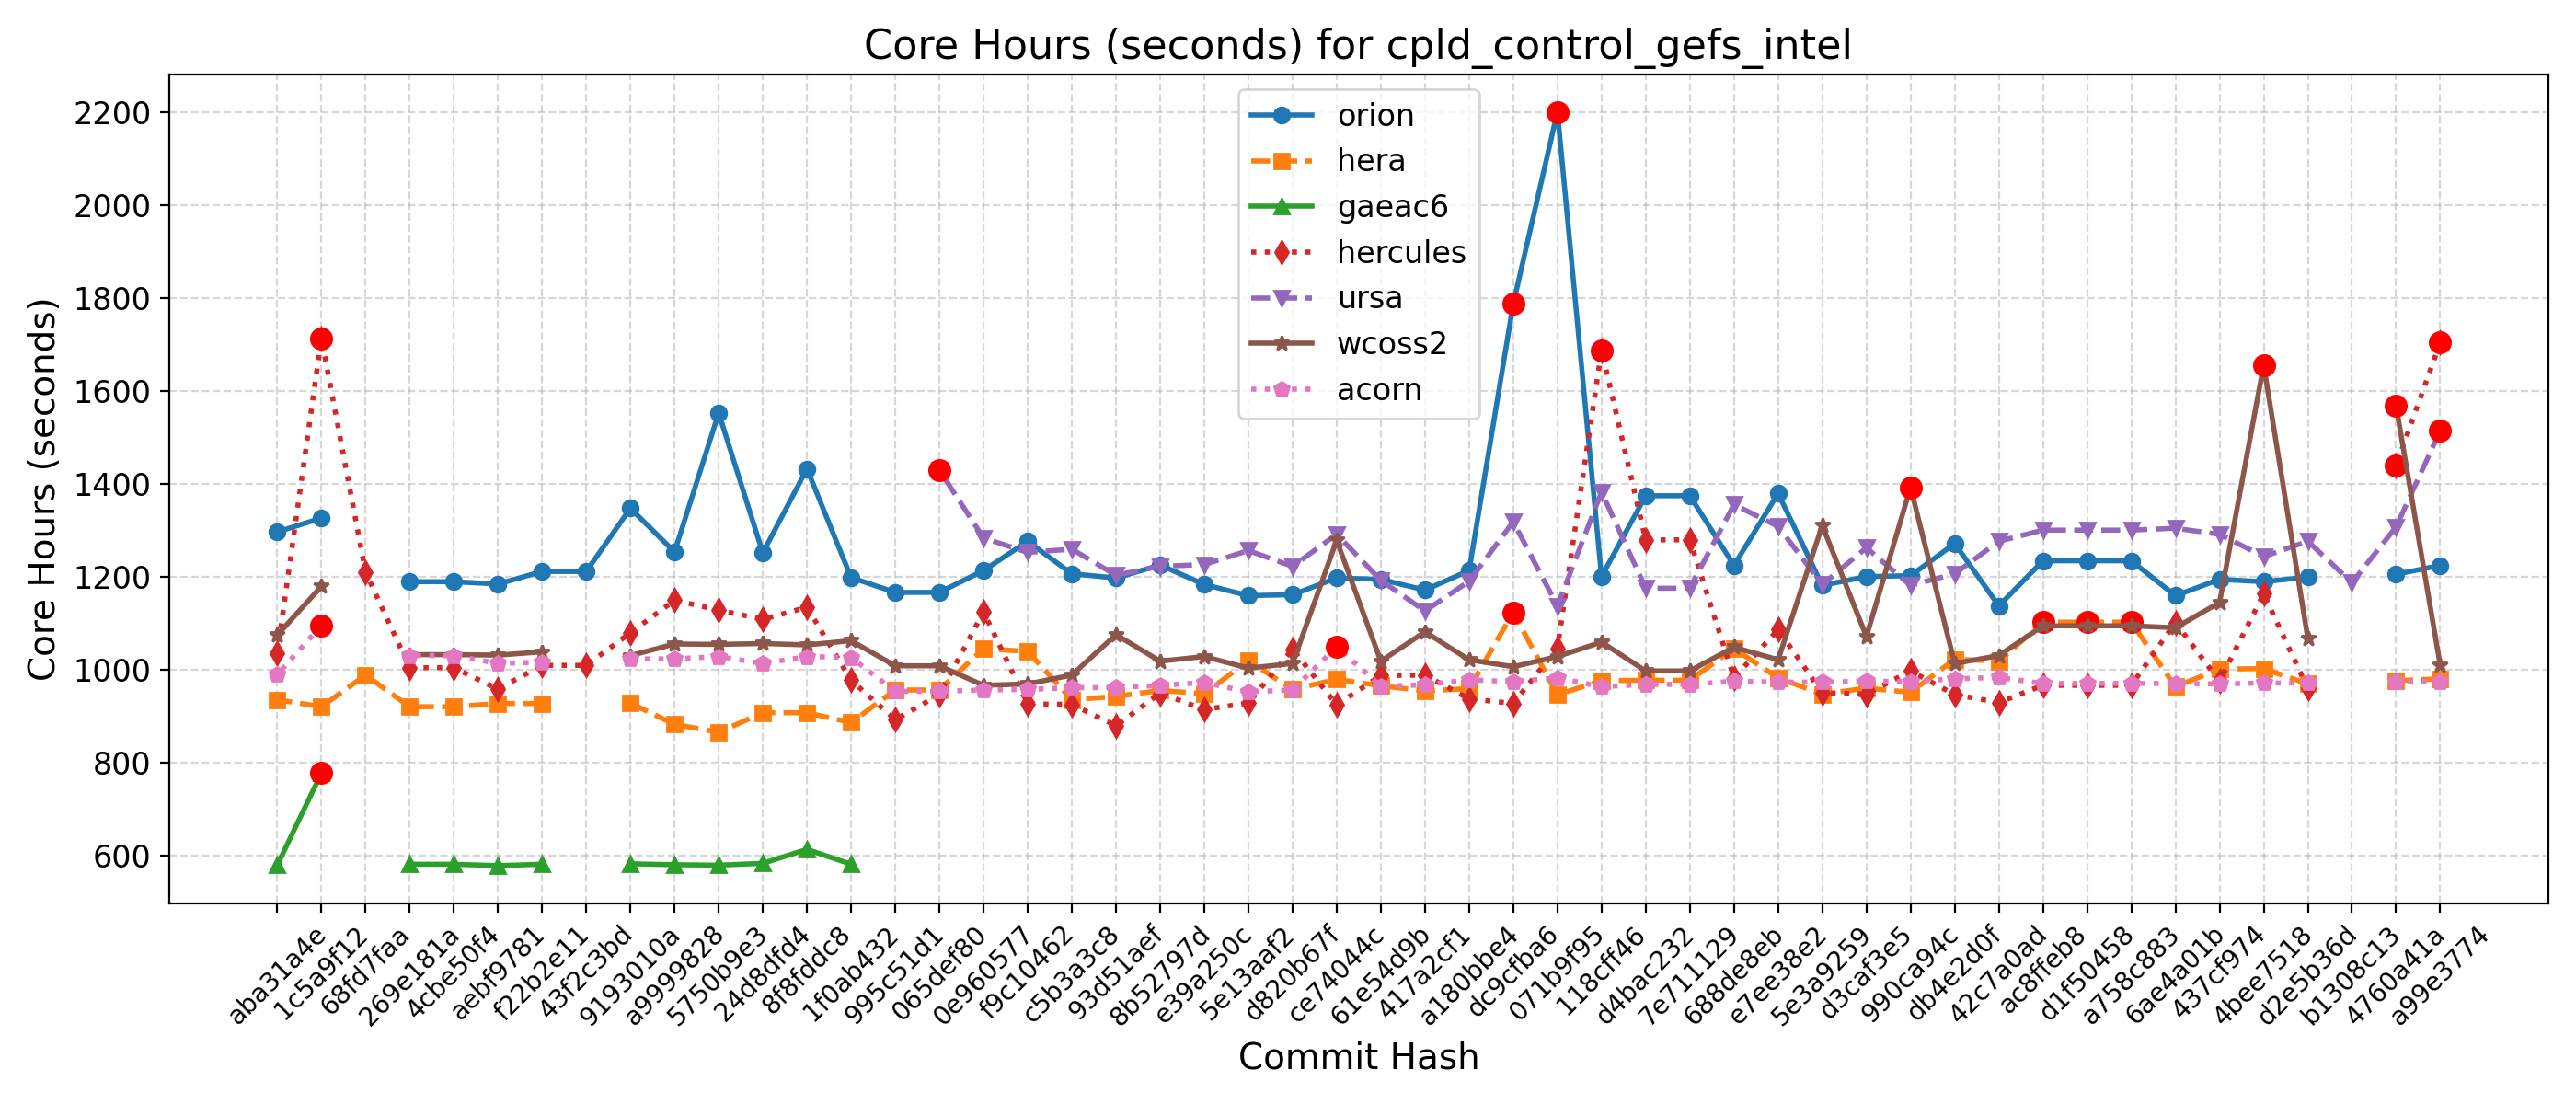 Core Hours (seconds) for cpld_control_gefs_intel
Core Hours (seconds)
2200
2000
1800
1600
1400
1200
1000
800
600
orion
hera
gaeac6
hercules
ursa
wcoss2
acorn
aba31a4e
1c5a9f12
68fd7faa
269e181a
4cbe50f4
aebf9781
f22b2e11
43f2c3bd
9193010a
a9999828
5750b9e3
24d8dfd4
8f8fddc8
1f0ab432
995c51d1
065def80
0e960577
f9c10462
c5b3a3c8
93d51aef
8b52797d
e39a250c
5e13aaf2
d820b67f
ce74044c
61e54d9b
417a2cf1
a180bbe4
dc9cfba6
071b9f95
118cff46
d4bac232
7e711129
688de8eb
e7ee38e2
5e3a9259
d3caf3e5
990ca94c
db4e2d0f
42c7a0ad
ac8ffeb8
d1f50458
a758c883
6ae4a01b
437cf974
4bee7518
d2e5b36d
b1308c13
4760a41a
a99e3774
Commit Hash